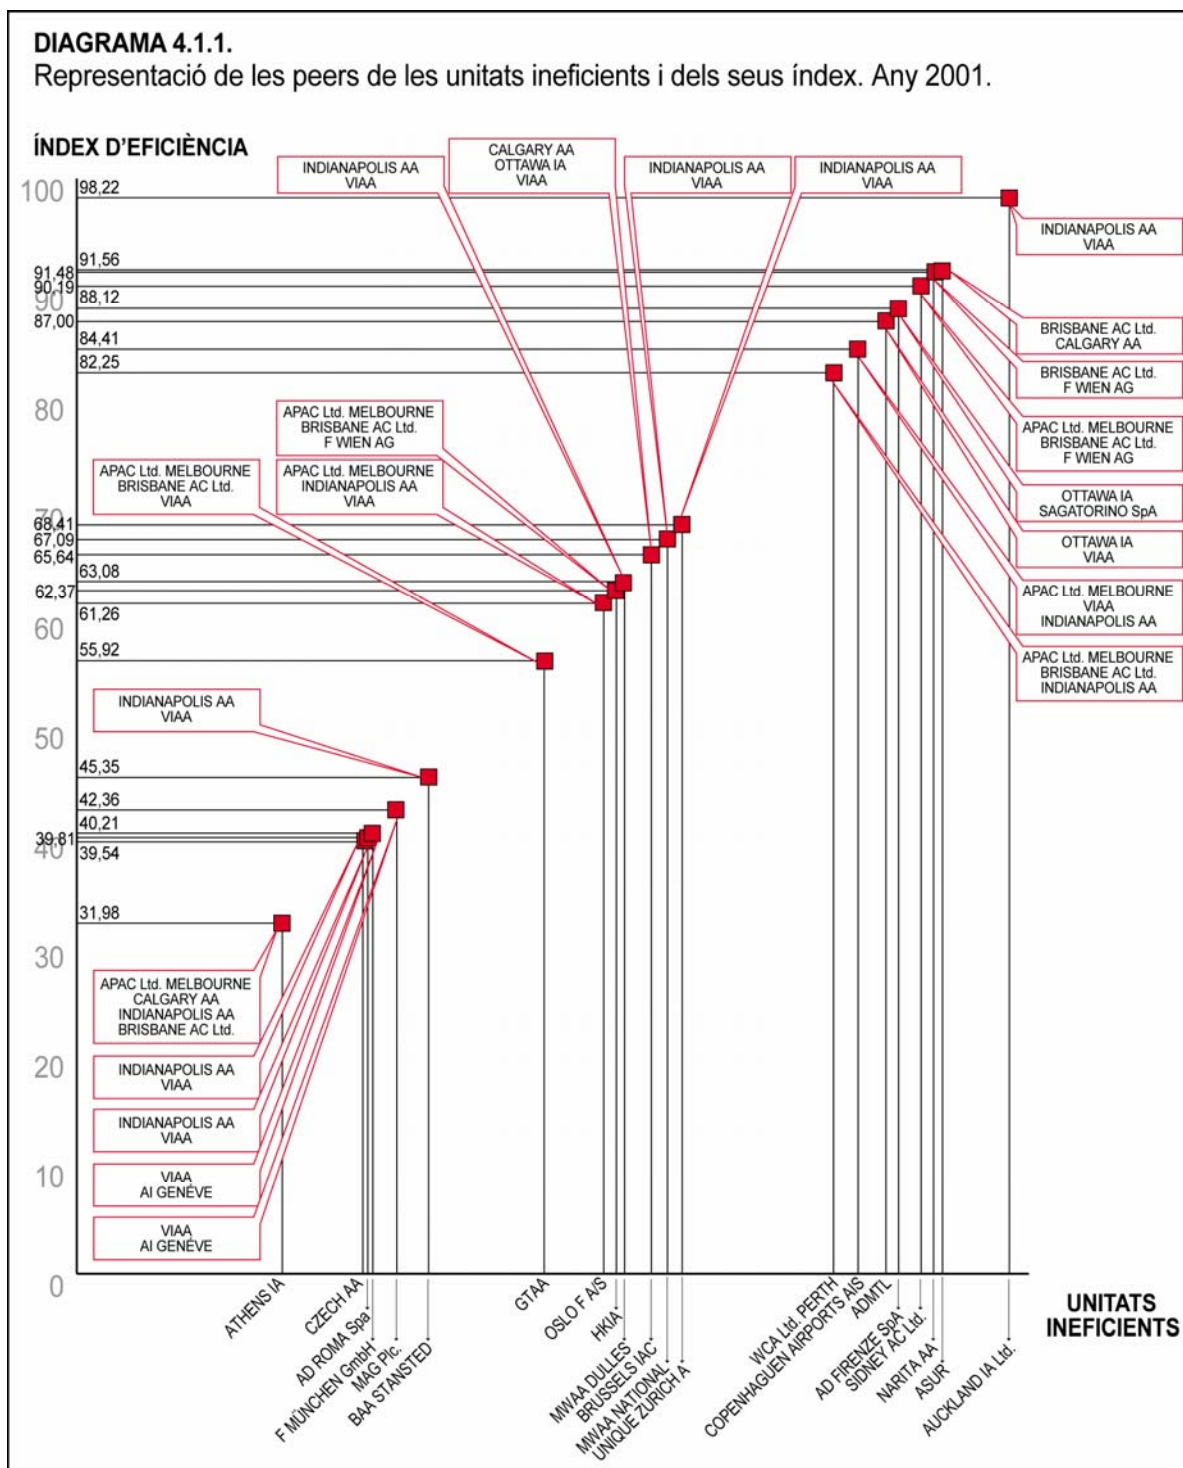 DIAGRAMA 4.1.1.
Representació de les peers de les unitats ineficients i dels seus índex. Any 2001.
ÍNDEX D'EFICIÈNCIA
INDIANAPOLIS AA
VIAA
CALGARY AA
OTTAWA IA
VIAA
INDIANAPOLIS AA
VIAA
INDIANAPOLIS AA
VIAA
INDIANAPOLIS AA
VIAA
BRISBANE AC Ltd.
CALGARY AA
BRISBANE AC Ltd.
F WIEN AG
APAC Ltd. MELBOURNE
BRISBANE AC Ltd.
F WIEN AG
OTTAWA IA
SAGATORINO SpA
OTTAWA IA
VIAA
APAC Ltd. MELBOURNE
VIAA
INDIANAPOLIS AA
APAC Ltd. MELBOURNE
BRISBANE AC Ltd.
INDIANAPOLIS AA
APAC Ltd. MELBOURNE
BRISBANE AC Ltd.
F WIEN AG
APAC Ltd. MELBOURNE
BRISBANE AC Ltd.
VIAA
APAC Ltd. MELBOURNE
INDIANAPOLIS AA
VIAA
INDIANAPOLIS AA
VIAA
APAC Ltd. MELBOURNE
CALGARY AA
INDIANAPOLIS AA
BRISBANE AC Ltd.
INDIANAPOLIS AA
VIAA
INDIANAPOLIS AA
VIAA
VIAA
AI GENÉVE
VIAA
AI GENÉVE
100
90
80
70
60
50
40
30
20
10
0
98,22
91,56
91,48
90,19
88,12
87,00
84,41
82,25
68,41
67,09
65,64
63,08
62,37
61,26
55,92
45,35
42,36
40,21
39,81
39,54
31,98
ATHENS IA
CZECH AA
AD ROMA Spa
F MÜNCHEN GmbH
MAG Plc.
BAA STANSTED
GTAA
OSLO F A/S
HKIA
MWAA DULLES
BRUSSELS IAC
MWAA NATIONAL
UNIQUE ZURICH A
WCA Ltd. PERTH
COPENHAGUEN AIRPORTS AIS
ADMTL
AD FIRENZE SpA
SIDNEY AC Ltd.
NARITA AA
ASUR
AUCKLAND IA Ltd.
UNITATS
INEFICIENTS